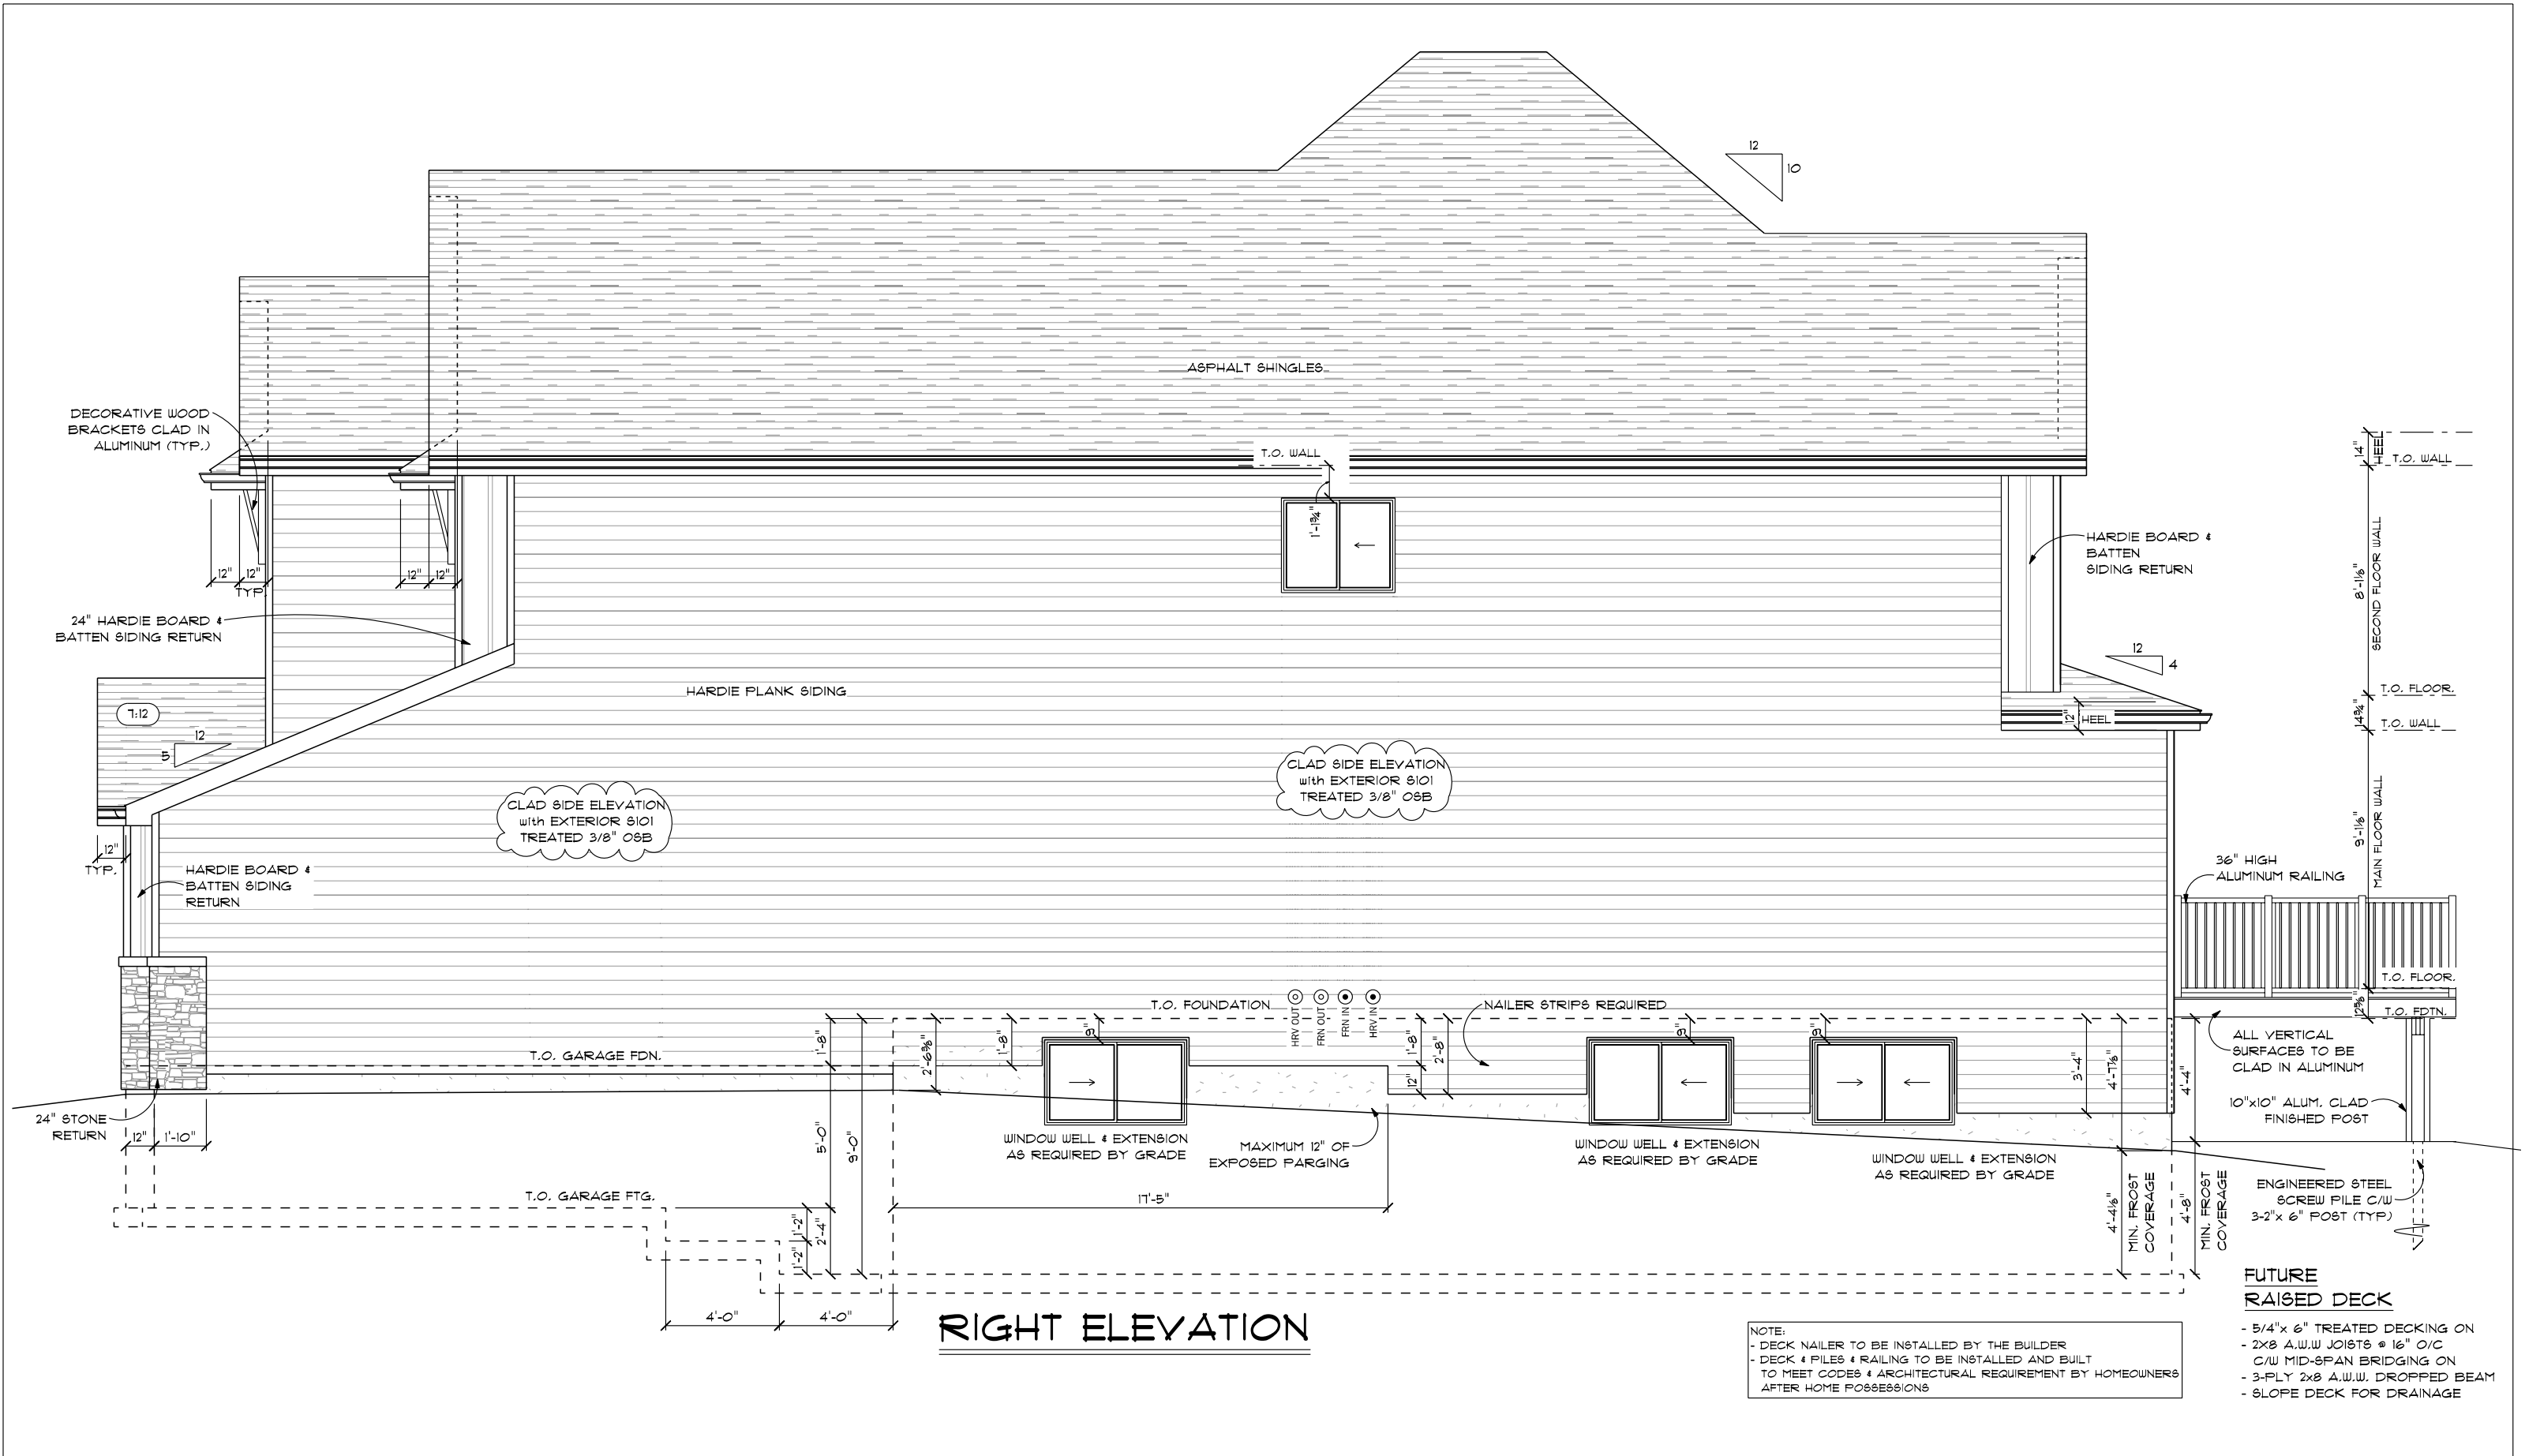 12
10
ASPHALT SHINGLES
DECORATIVE WOOD
BRACKETS CLAD IN
ALUMINUM (TYP.)
T.O. WALL
1'-1¾"
14"
HEEL
T.O. WALL
8'-1⅛"
SECOND FLOOR WALL
HARDIE BOARD &
BATTEN
SIDING RETURN
12"
12"
TYP.
12"
12"
24" HARDIE BOARD &
BATTEN SIDING RETURN
HARDIE PLANK SIDING
12
4
T.O. FLOOR.
14¾"
T.O. WALL
12"
HEEL
7:12
12
5
CLAD SIDE ELEVATION
with EXTERIOR S101
TREATED 3/8" OSB
CLAD SIDE ELEVATION
with EXTERIOR S101
TREATED 3/8" OSB
9'-1⅛"
MAIN FLOOR WALL
12"
TYP.
HARDIE BOARD &
BATTEN SIDING
RETURN
36" HIGH
ALUMINUM RAILING
T.O. FLOOR.
12⅝"
T.O. FDTN.
T.O. FOUNDATION
HRV OUT
FRN OUT
FRN IN
HRV IN
NAILER STRIPS REQUIRED
T.O. GARAGE FDN.
1'-8"
2'-6⅜"
1'-8"
9"
1'-8"
12"
2'-8"
9"
9"
3'-4"
4'-7⅞"
4'-4"
ALL VERTICAL
SURFACES TO BE
CLAD IN ALUMINUM
10"x10" ALUM. CLAD
FINISHED POST
24" STONE
RETURN
12"
1'-10"
5'-0"
9'-0"
WINDOW WELL & EXTENSION
AS REQUIRED BY GRADE
MAXIMUM 12" OF
EXPOSED PARGING
WINDOW WELL & EXTENSION
AS REQUIRED BY GRADE
WINDOW WELL & EXTENSION
AS REQUIRED BY GRADE
T.O. GARAGE FTG.
17'-5"
1'-2"
1'-2"
2'-4"
4'-4⅛"
MIN. FROST
COVERAGE
4'-8"
MIN. FROST
COVERAGE
ENGINEERED STEEL
SCREW PILE C/W
3-2"x 6" POST (TYP.)
4'-0"
4'-0"
RIGHT ELEVATION
NOTE:
- DECK NAILER TO BE INSTALLED BY THE BUILDER
- DECK & PILES & RAILING TO BE INSTALLED AND BUILT
TO MEET CODES & ARCHITECTURAL REQUIREMENT BY HOMEOWNERS
AFTER HOME POSSESSIONS
FUTURE
RAISED DECK
- 5/4"x 6" TREATED DECKING ON
- 2X8 A.W.W JOISTS @ 16" O/C
C/W MID-SPAN BRIDGING ON
- 3-PLY 2x8 A.W.W. DROPPED BEAM
- SLOPE DECK FOR DRAINAGE